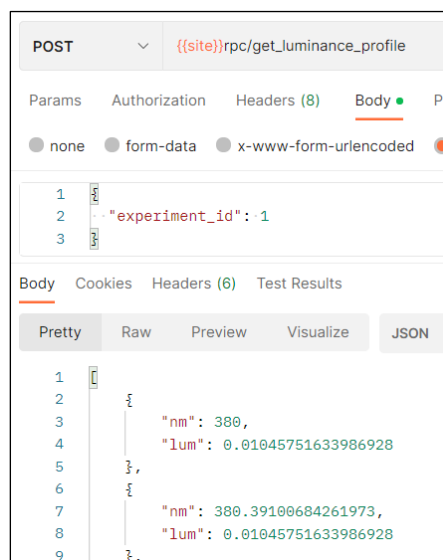 POST {{site}}rpc/get_luminance_profile
Params Authorization Headers (8) Body P
none form-data x-www-form-urlencoded
1 {
2 "experiment_id": 1
3 }
Body Cookies Headers (6) Test Results
Pretty Raw Preview Visualize JSON
1 [
2 {
3 "nm": 380,
4 "lum": 0.01045751633986928
5 },
6 {
7 "nm": 380.39100684261973,
8 "lum": 0.01045751633986928
9 },